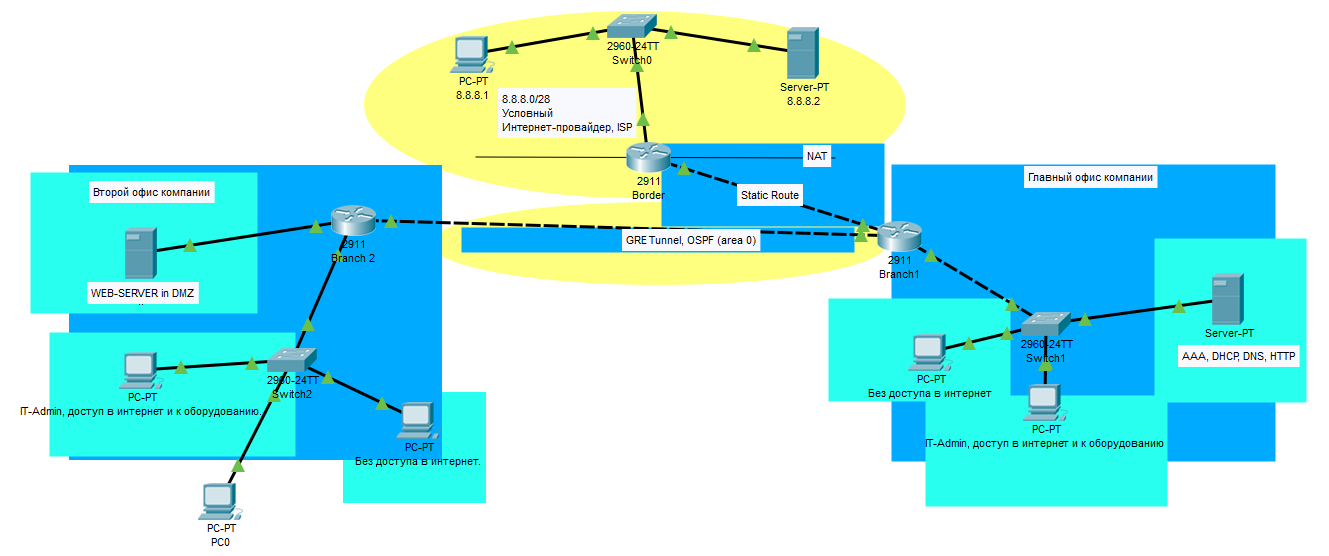 2960-24TT
Switch0
PC-PT
8.8.8.1
Server-PT
8.8.8.2
8.8.8.0/28
Условный
Интернет-провайдер, ISP
NAT
2911
Border
Static Route
Главный офис компании
Второй офис компании
2911
Branch 2
GRE Tunnel, OSPF (area 0)
2911
Branch1
WEB-SERVER in DMZ
Server-PT
2960-24TT
Switch1
AAA, DHCP, DNS, HTTP
PC-PT
Без доступа в интернет
2960-24TT
Switch2
PC-PT
IT-Admin, доступ в интернет и к оборудованию.
PC-PT
IT-Admin, доступ в интернет и к оборудованию
PC-PT
Без доступа в интернет.
PC-PT
PC0